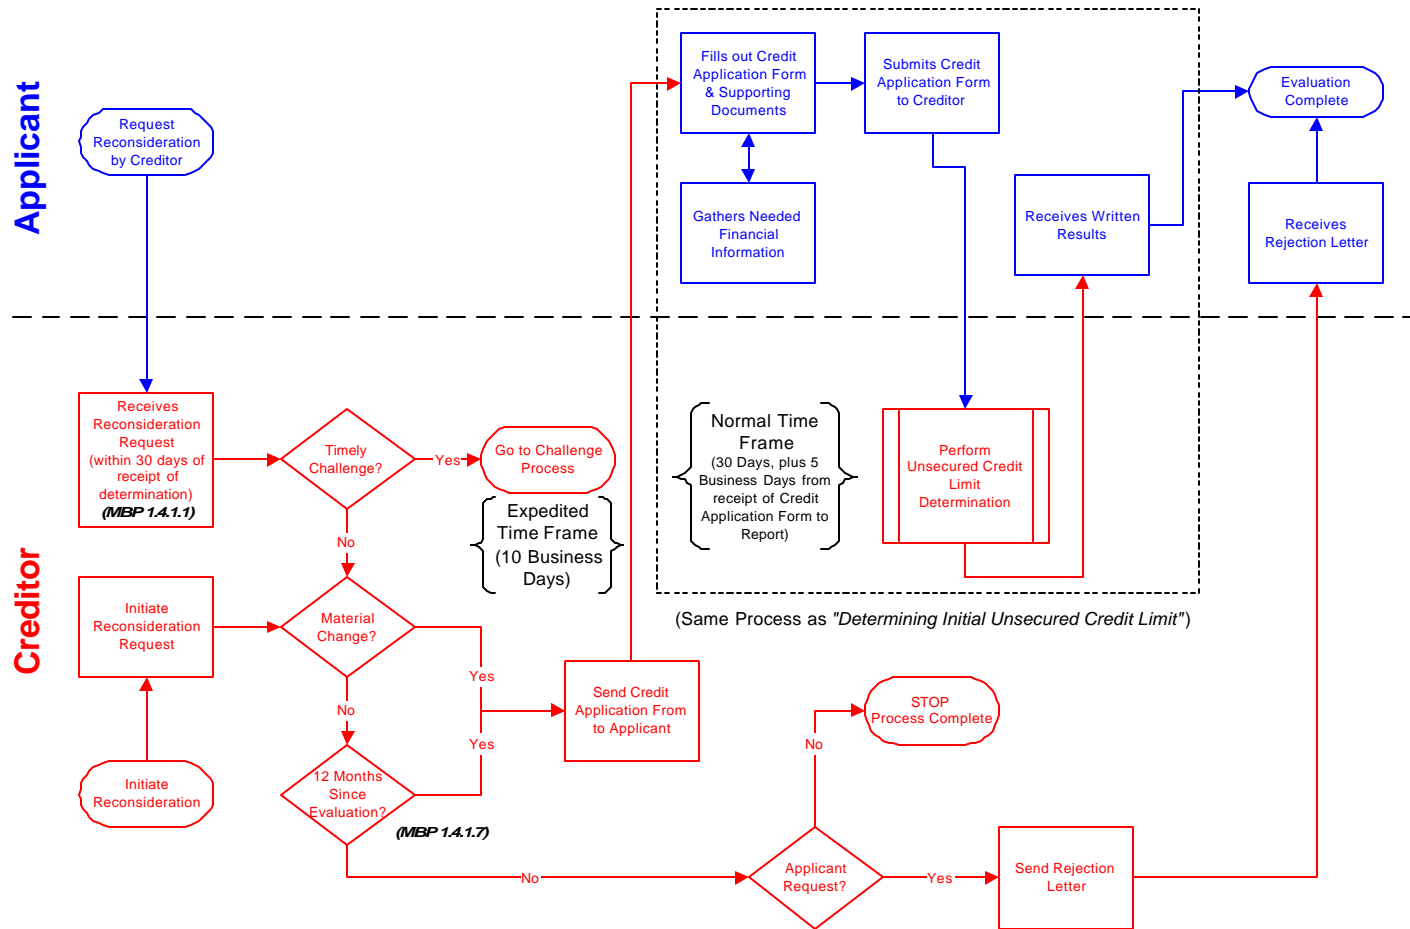 Applicant
Request
Reconsideration
by Creditor
Fills out Credit
Application Form
& Supporting
Documents
Submits Credit
Application Form
to Creditor
Evaluation
Complete
Gathers Needed
Financial
Information
Receives Written
Results
Receives
Rejection Letter
Creditor
Receives
Reconsideration
Request
(within 30 days of
receipt of
determination)
(MBP 1.4.1.1)
Timely
Challenge?
Yes
Go to Challenge
Process
No
Expedited
Time Frame
(10 Business
Days)
Normal Time
Frame
(30 Days, plus 5
Business Days from
receipt of Credit
Application Form to
Report)
Perform
Unsecured Credit
Limit
Determination
(Same Process as "Determining Initial Unsecured Credit Limit")
Initiate
Reconsideration
Request
Material
Change?
Yes
No
Yes
Send Credit
Application From
to Applicant
STOP
Process Complete
No
Initiate
Reconsideration
12 Months
Since
Evaluation?
(MBP 1.4.1.7)
No
Applicant
Request?
Yes
Send Rejection
Letter